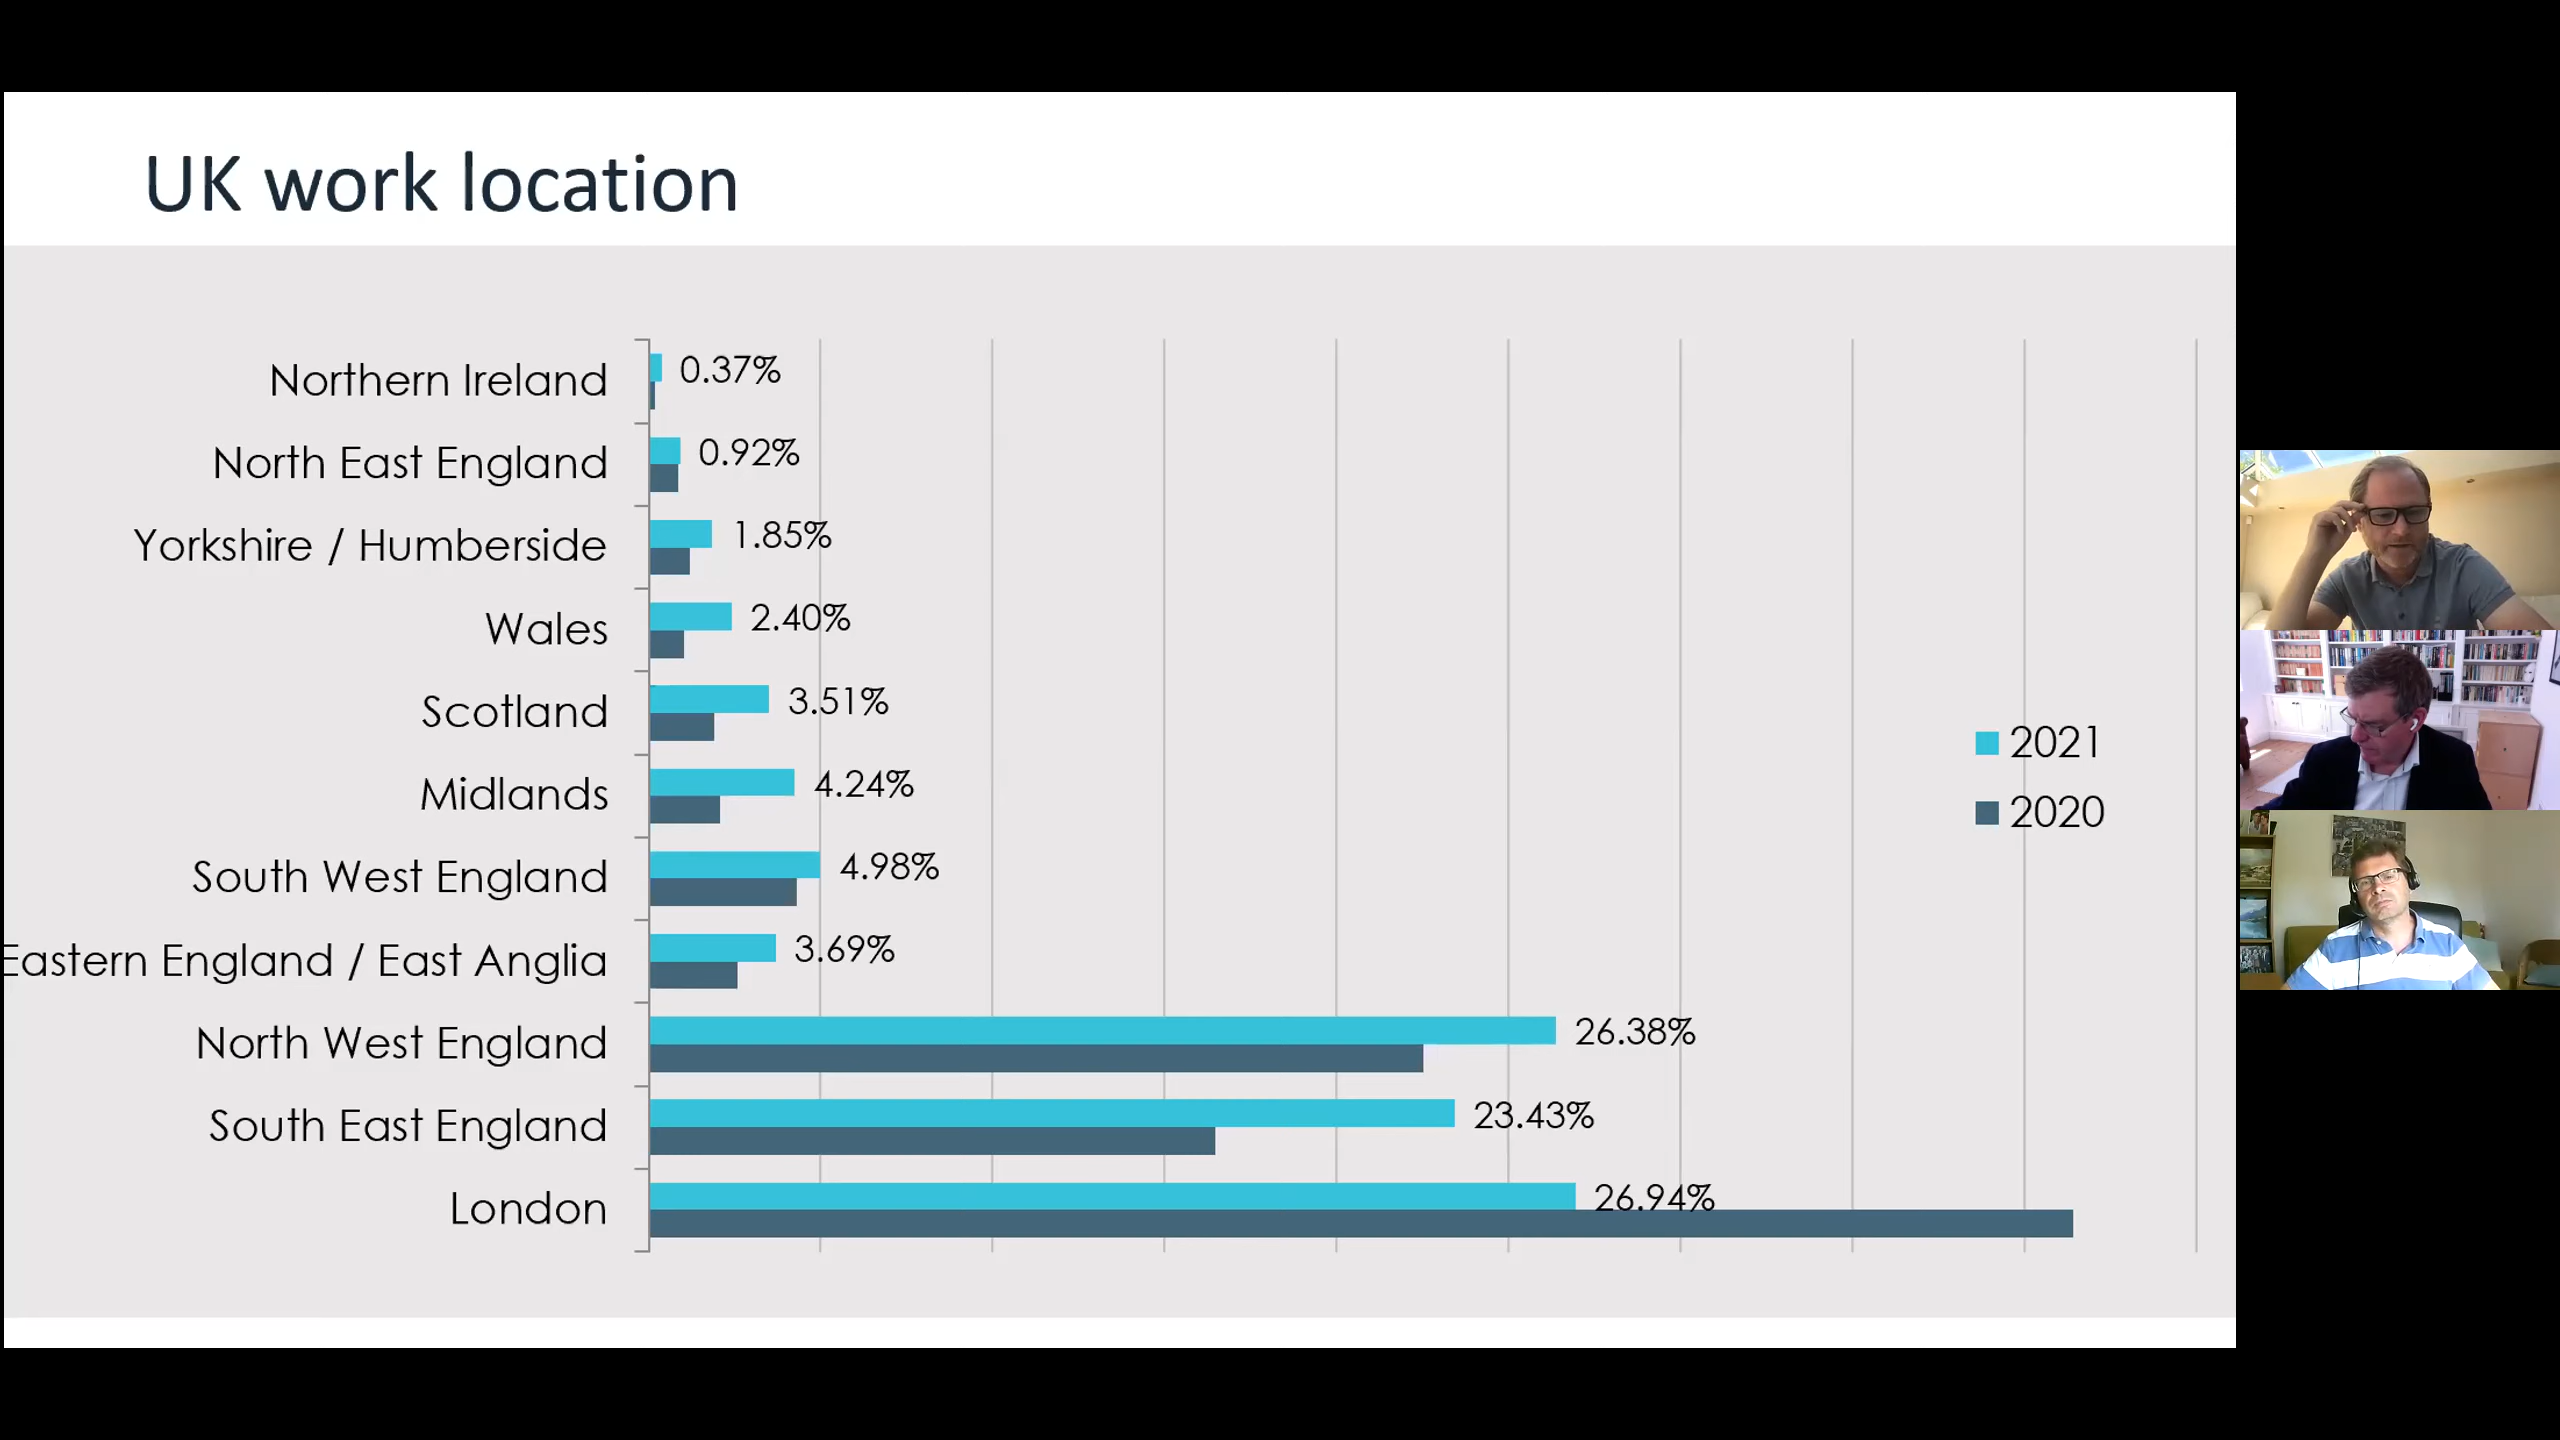 UK work location
Northern Ireland 0.37%
North East England 0.92%
Yorkshire / Humberside 1.85%
Wales 2.40%
Scotland 3.51%
Midlands 4.24%
South West England 4.98%
Eastern England / East Anglia 3.69%
North West England 26.38%
South East England 23.43%
London 26.94%
2021
2020